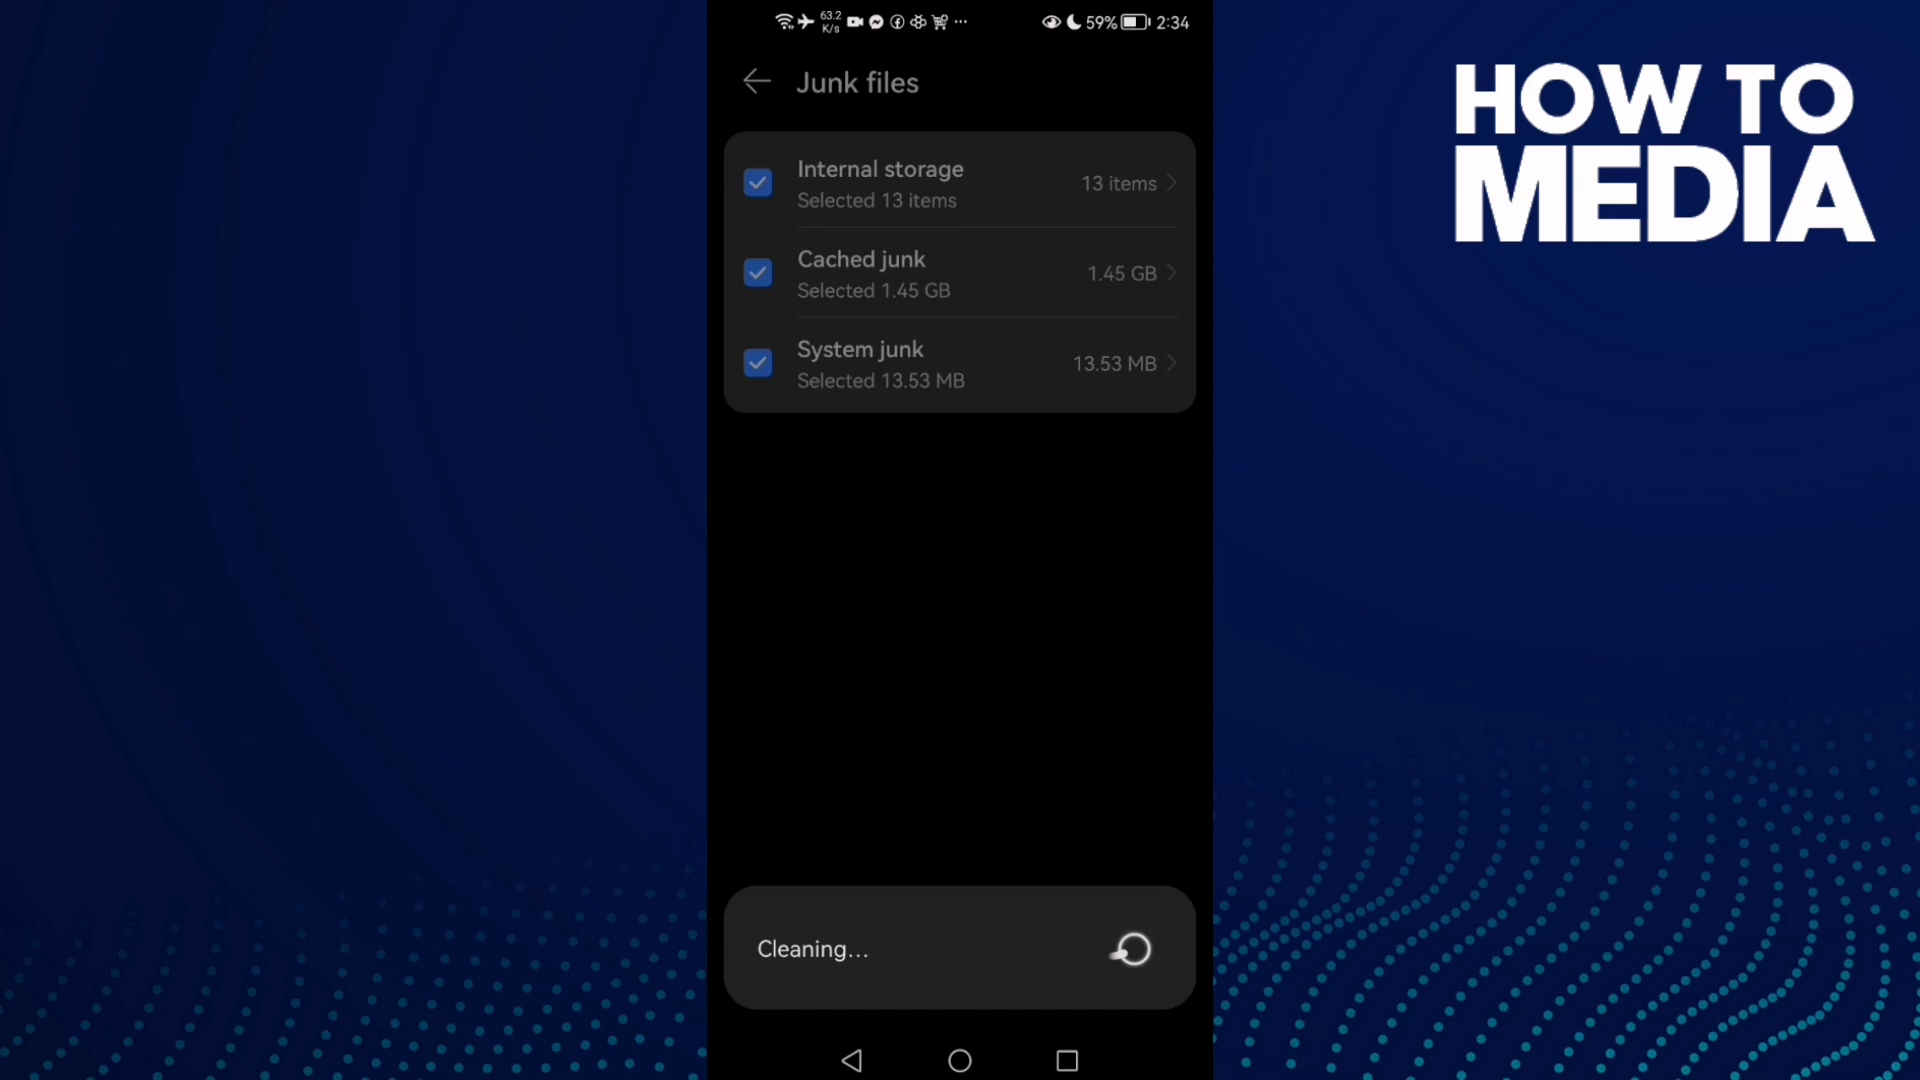 63.2
K/s
59%
2:34
Junk files
Internal storage
Selected 13 items
13 items
Cached junk
Selected 1.45 GB
1.45 GB
System junk
Selected 13.53 MB
13.53 MB
Cleaning...
HOW TO
MEDIA